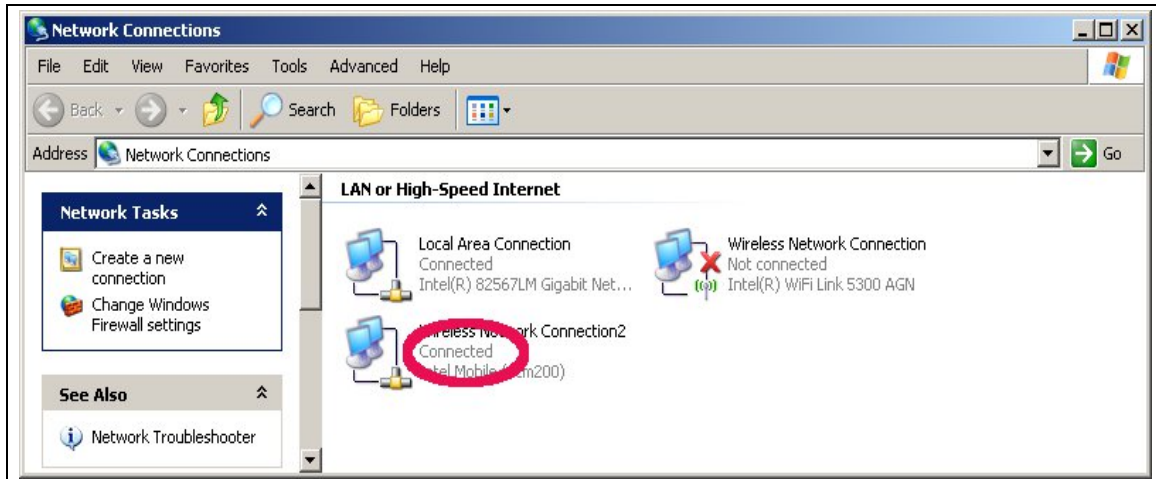 Network Connections
File Edit View Favorites Tools Advanced Help
Back Search Folders
Address Network Connections Go
Network Tasks
Create a new
connection
Change Windows
Firewall settings
See Also
Network Troubleshooter
LAN or High-Speed Internet
Local Area Connection
Connected
Intel(R) 82567LM Gigabit Net...
Wireless Network Connection
Not connected
Intel(R) WiFi Link 5300 AGN
Wireless Network Connection2
Connected
Intel Mobile